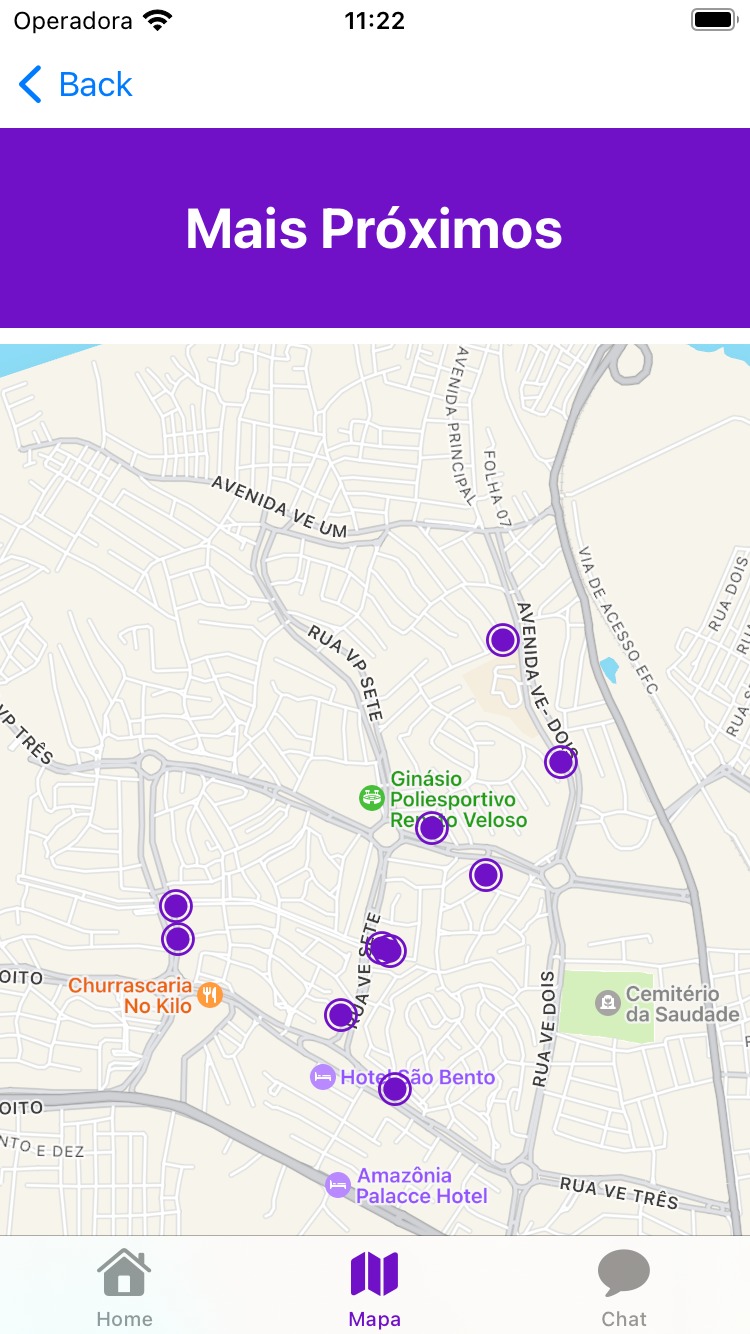 Operadora
11:22
Back
Mais Próximos
AVENIDA PRINCIPAL
FOLHA 07
AVENIDA VE UM
VIA DE ACESSO EFC
RUA DOIS
AVENIDA VE- DOIS
RUA VP SETE
VP TRÊS
Ginásio
Poliesportivo
Renato Veloso
RUA VE SETE
OITO
Churrascaria
No Kilo
RUA VE DOIS
Cemitério
da Saudade
Hotel São Bento
OITO
NTO E DEZ
Amazônia
Palacce Hotel
RUA VE TRÊS
Home
Mapa
Chat